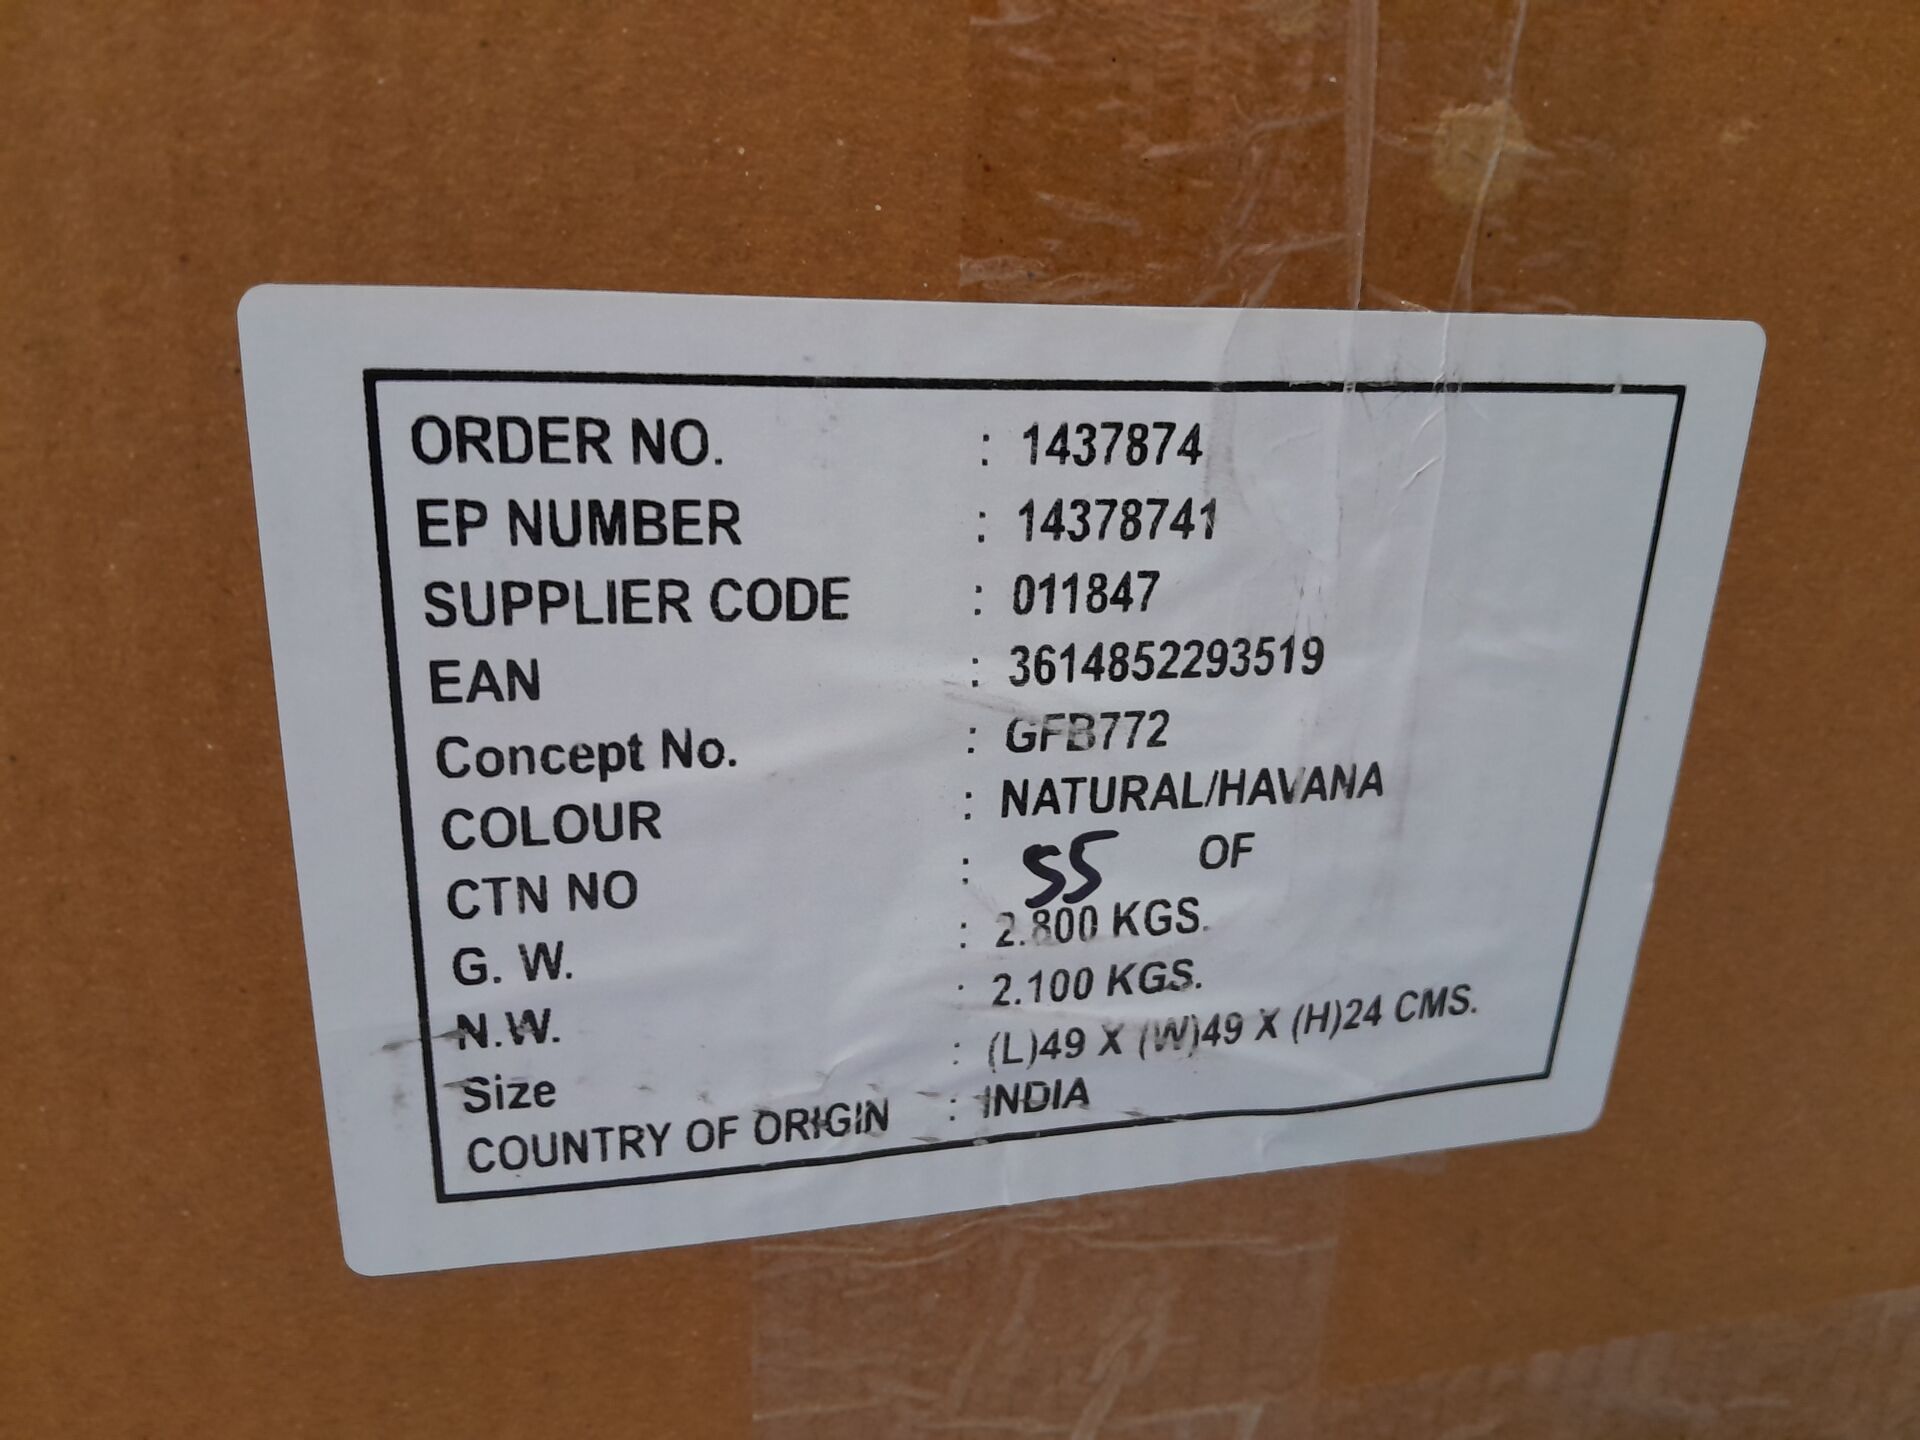 ORDER NO. : 1437874
EP NUMBER : 14378741
SUPPLIER CODE : 011847
EAN : 3614852293519
Concept No. : GFB772
COLOUR : NATURAL/HAVANA
CTN NO : 55 OF
G. W. : 2.800 KGS.
N.W. : 2.100 KGS.
Size : (L)49 X (W)49 X (H)24 CMS.
COUNTRY OF ORIGIN : INDIA